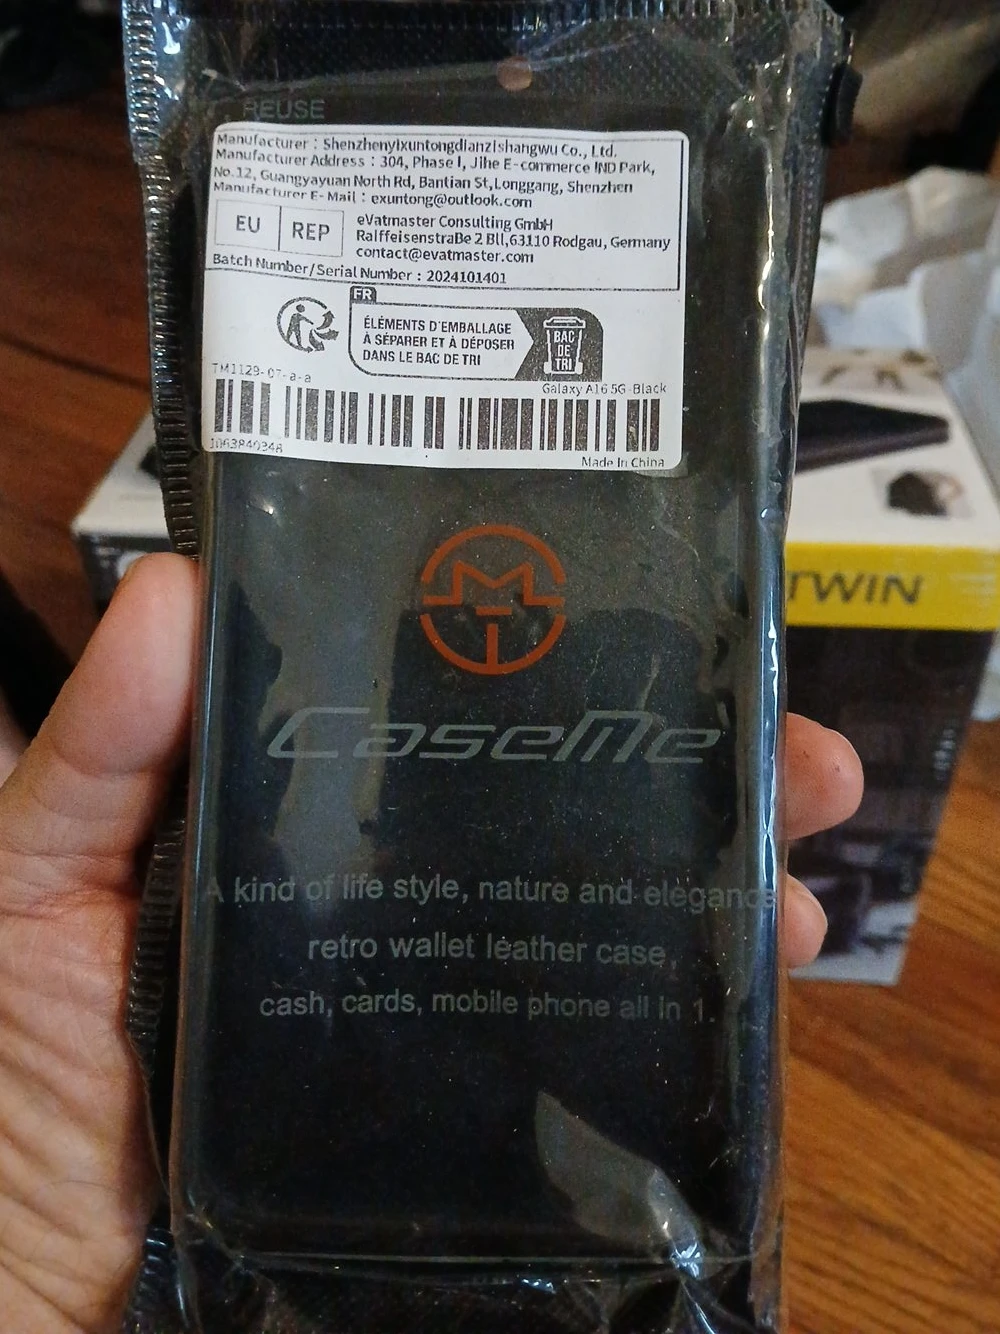 REUSE
Manufacturer : Shenzhenyixuntongdianzishangwu Co., Ltd.
Manufacturer Address : 304, Phase I, Jihe E-commerce IND Park,
No.12, Guangyayuan North Rd, Bantian St,Longgang, Shenzhen
Manufacturer E-Mail : exuntong@outlook.com
EU REP
eVatmaster Consulting GmbH
RaiffeisenstraBe 2 Bll,63110 Rodgau, Germany
contact@evatmaster.com
Batch Number/Serial Number : 2024101401
FR
ÉLÉMENTS D'EMBALLAGE
À SÉPARER ET À DÉPOSER
DANS LE BAC DE TRI
BAC
DE
TRI
TM1129-07-a-a
Galaxy A16 5G-Black
Made In China
TWIN
CaseMe
A kind of life style, nature and elegance
retro wallet leather case,
cash, cards, mobile phone all in 1.